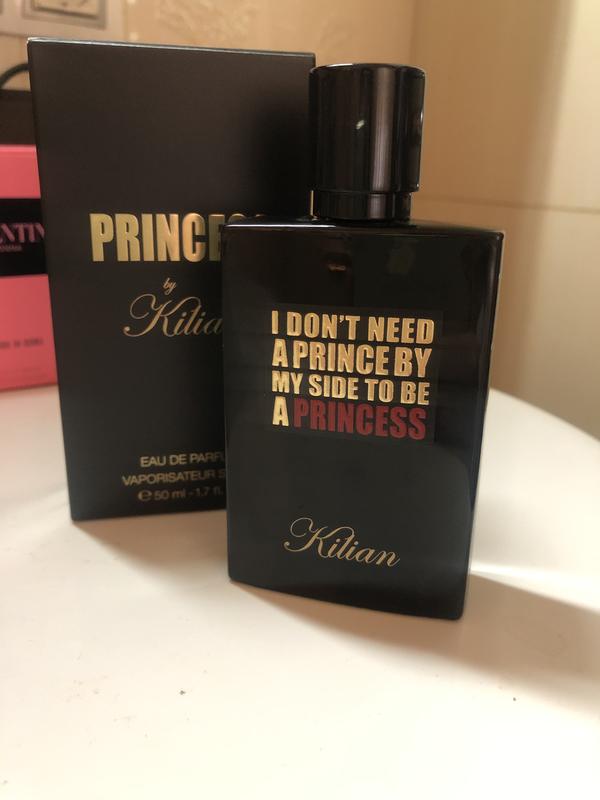 PRINCE
by
Kilia
EAU DE PARFU
VAPORISATEUR S
℮ 50 ml - 1.7 fl.
I DON'T NEED
A PRINCE BY
MY SIDE TO BE
A PRINCESS
Kilian